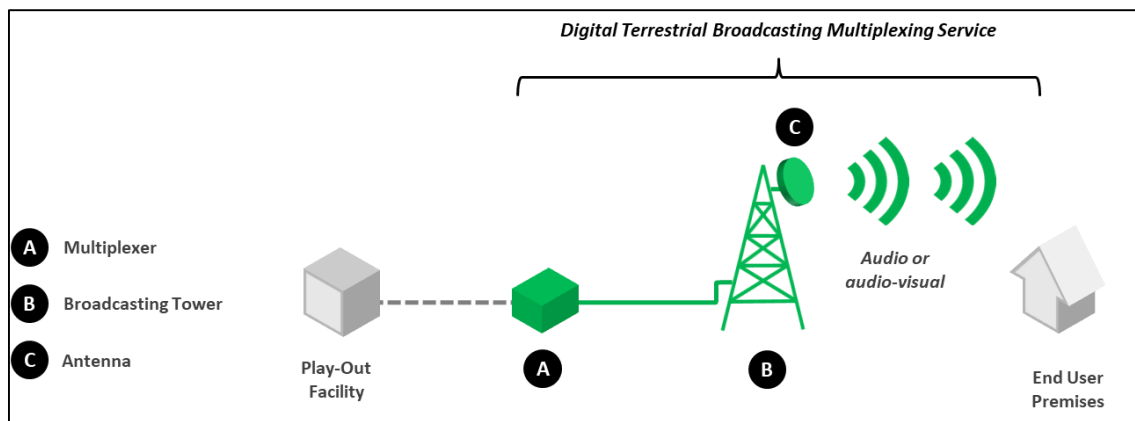 Digital Terrestrial Broadcasting Multiplexing Service
C
A Multiplexer
B Broadcasting Tower
C Antenna
Play-Out
Facility
A
B
Audio or
audio-visual
End User
Premises